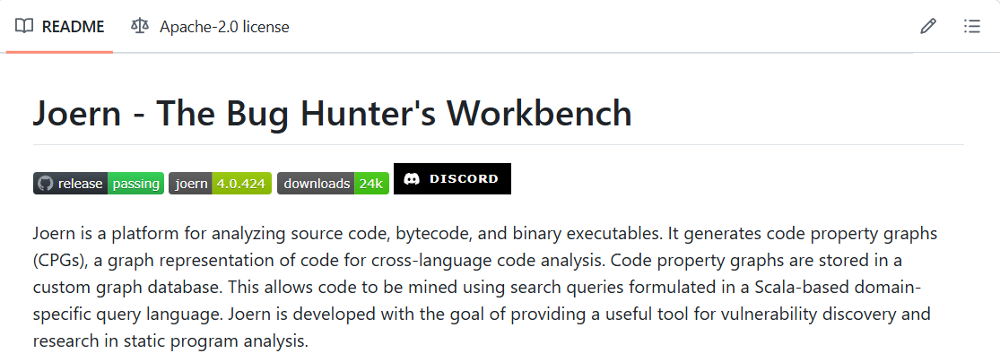 README Apache-2.0 license
Joern - The Bug Hunter's Workbench
release passing joern 4.0.424 downloads 24k DISCORD
Joern is a platform for analyzing source code, bytecode, and binary executables. It generates code property graphs
(CPGs), a graph representation of code for cross-language code analysis. Code property graphs are stored in a
custom graph database. This allows code to be mined using search queries formulated in a Scala-based domain-
specific query language. Joern is developed with the goal of providing a useful tool for vulnerability discovery and
research in static program analysis.